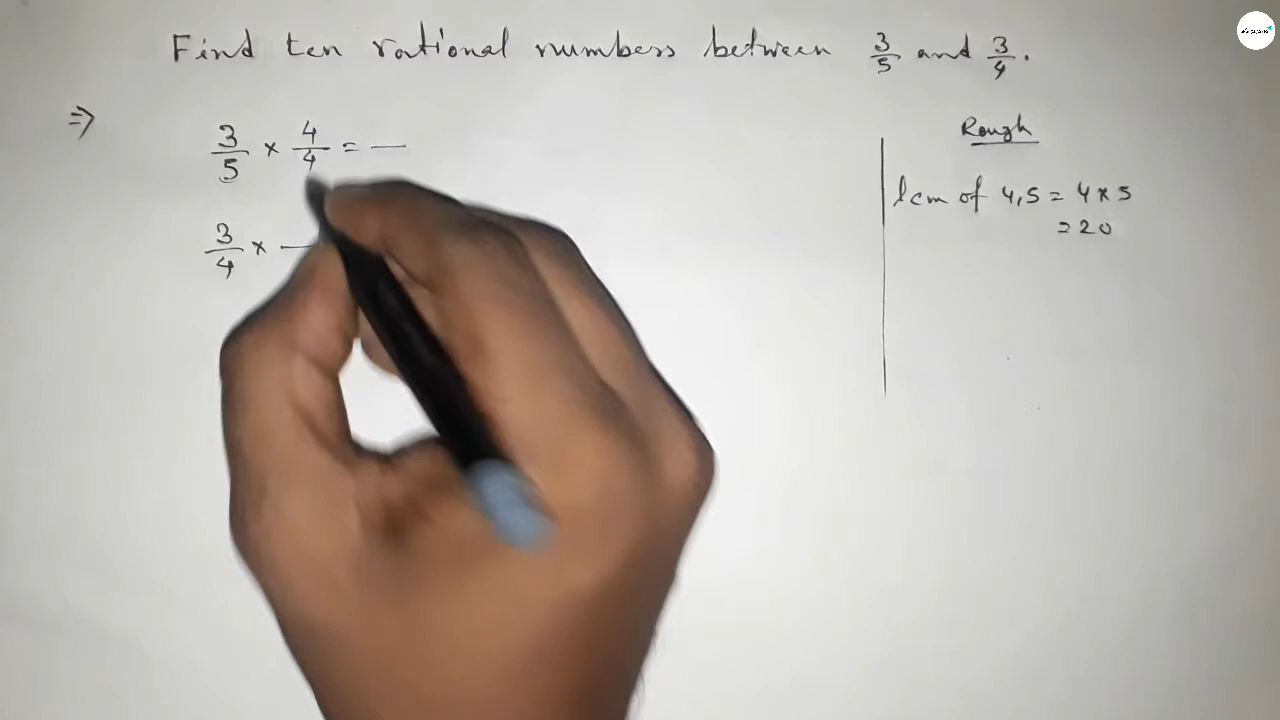 Find ten rational numbers between 3/5 and 3/4.
⇒
3/5 × 4/4 = —
3/4 × —
Rough
lcm of 4,5 = 4 × 5
= 20